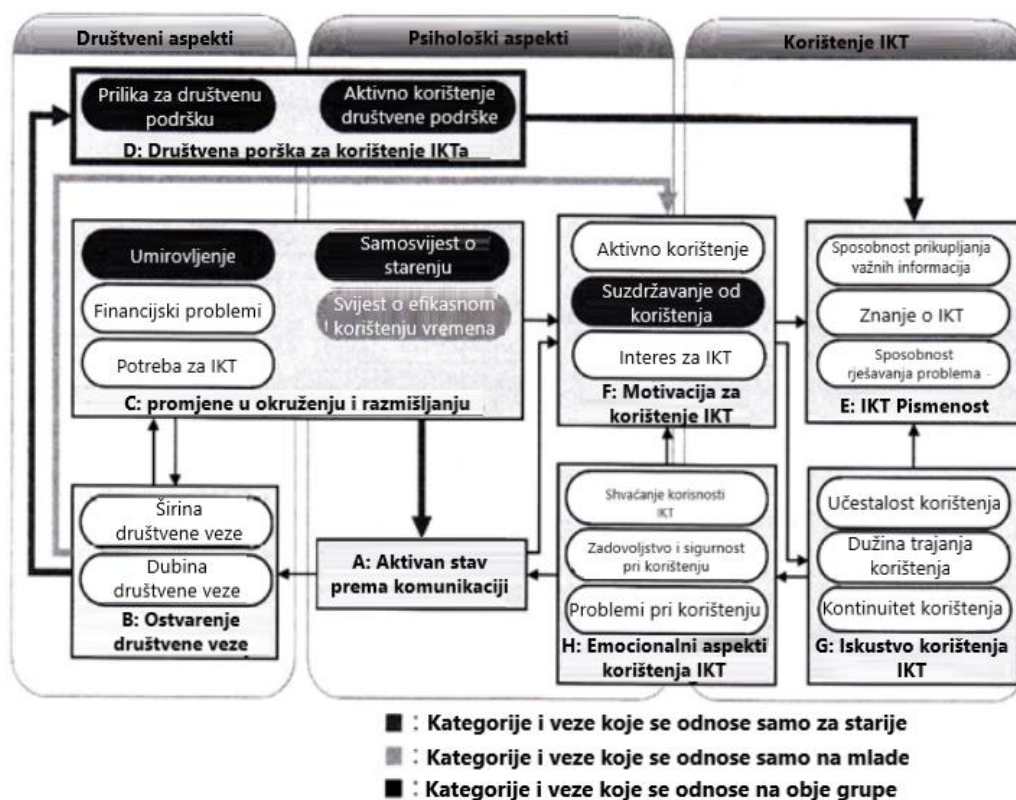 Društveni aspekti
Psihološki aspekti
Korištenje IKT
Prilika za društvenu
podršku
Aktivno korištenje
društvene podrške
D: Društvena porška za korištenje IKTa
Umirovljenje
Financijski problemi
Potreba za IKT
Samosvijest o
starenju
Svijest o efikasnom
korištenju vremena
C: promjene u okruženju i razmišljanju
Aktivno korištenje
Suzdržavanje od
korištenja
Interes za IKT
F: Motivacija za
korištenje IKT
Sposobnost prikupljanja
važnih informacija
Znanje o IKT
Sposobnost
rješavanja problema
E: IKT Pismenost
Širina
društvene veze
Dubina
društvene veze
B: Ostvarenje
društvene veze
A: Aktivan stav
prema komunikaciji
Shvaćanje korisnosti
IKT
Zadovoljstvo i sigurnost
pri korištenju
Problemi pri korištenju
H: Emocionalni aspekti
korištenja IKT
Učestalost korištenja
Dužina trajanja
korištenja
Kontinuitet korištenja
G: Iskustvo korištenja
IKT
: Kategorije i veze koje se odnose samo za starije
: Kategorije i veze koje se odnose samo na mlade
: Kategorije i veze koje se odnose na obje grupe